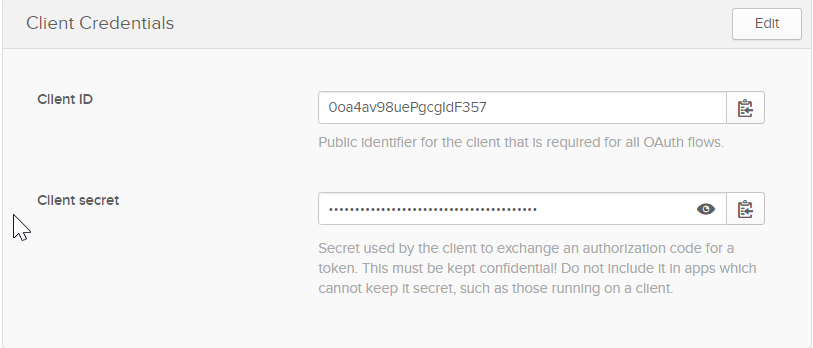 Client Credentials
Edit
Client ID
0oa4av98uePgcgIdF357
Public identifier for the client that is required for all OAuth flows.
Client secret
••••••••••••••••••••••••••••••••••••••••
Secret used by the client to exchange an authorization code for a
token. This must be kept confidential! Do not include it in apps which
cannot keep it secret, such as those running on a client.